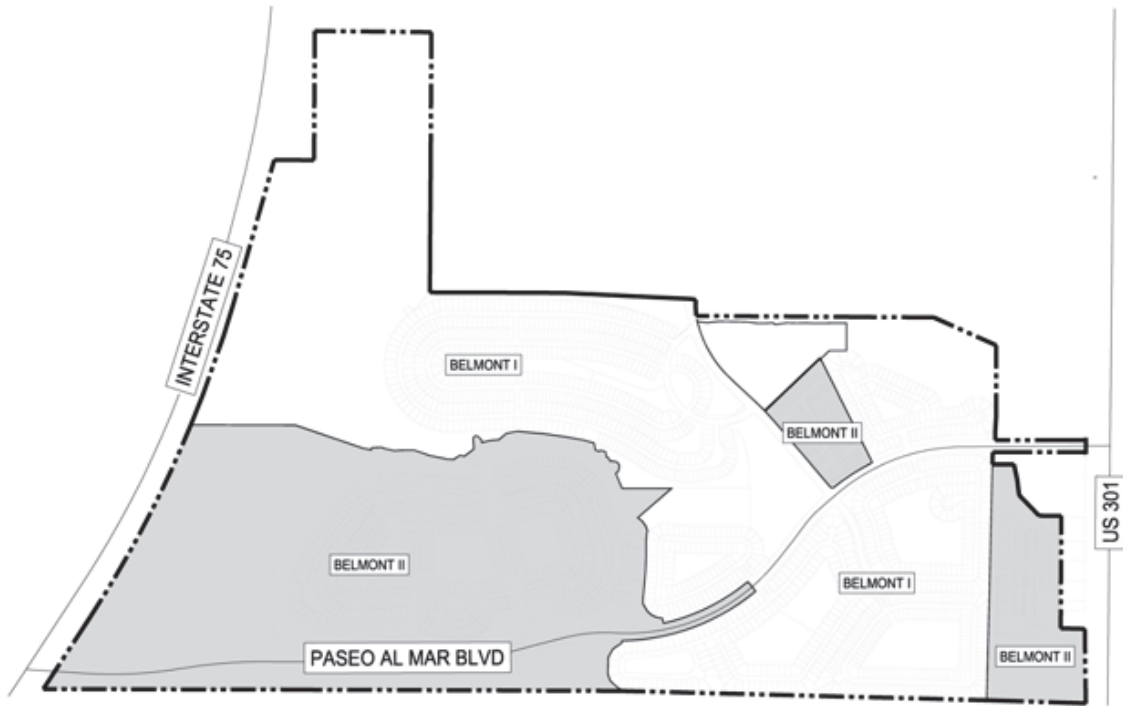 INTERSTATE 75
BELMONT I
BELMONT II
US 301
BELMONT II
BELMONT I
PASEO AL MAR BLVD
BELMONT II